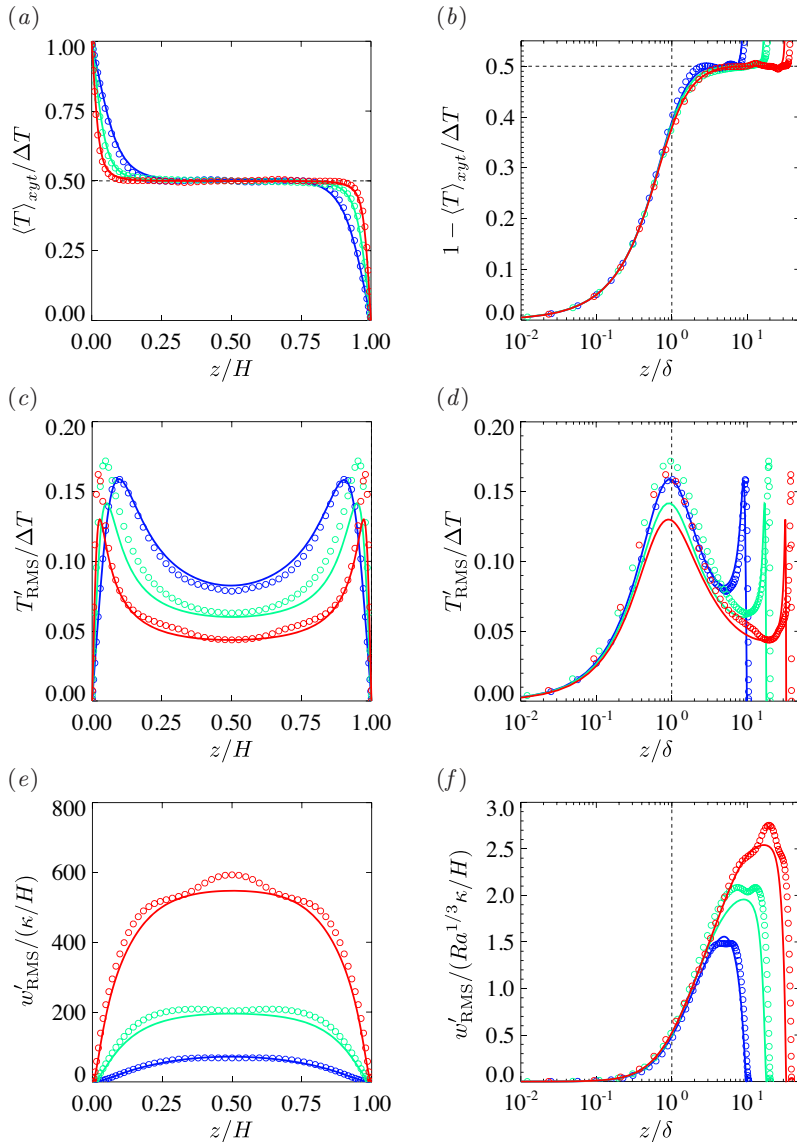 (a)
1.00
0.75
0.50
0.25
0.00
⟨T⟩xyt/ΔT
0.00 0.25 0.50 0.75 1.00
z/H
(b)
0.5
0.4
0.3
0.2
0.1
0.0
1 − ⟨T⟩xyt/ΔT
10⁻² 10⁻¹ 10⁰ 10¹
z/δ
(c)
0.20
0.15
0.10
0.05
0.00
T′RMS/ΔT
0.00 0.25 0.50 0.75 1.00
z/H
(d)
0.20
0.15
0.10
0.05
0.00
T′RMS/ΔT
10⁻² 10⁻¹ 10⁰ 10¹
z/δ
(e)
800
600
400
200
0
w′RMS/(κ/H)
0.00 0.25 0.50 0.75 1.00
z/H
(f)
3.0
2.5
2.0
1.5
1.0
0.5
0.0
w′RMS/(Ra^1/3κ/H)
10⁻² 10⁻¹ 10⁰ 10¹
z/δ